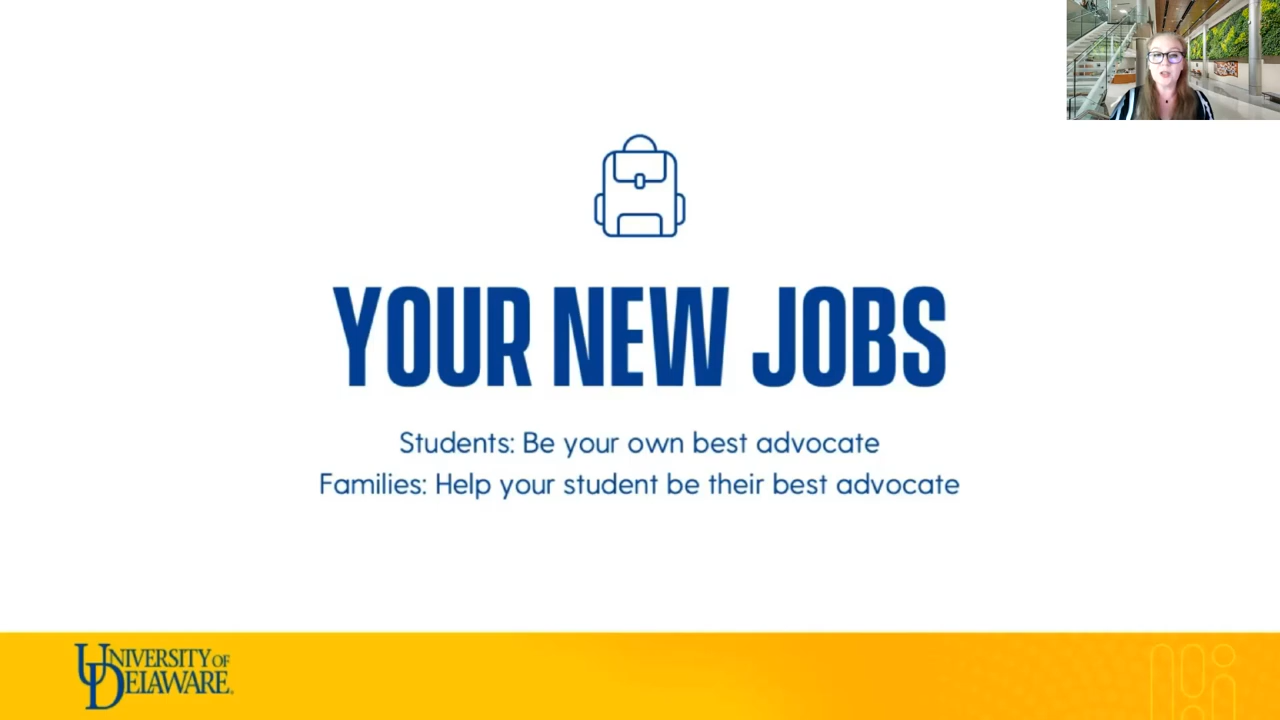 YOUR NEW JOBS
Students: Be your own best advocate
Families: Help your student be their best advocate
UNIVERSITY OF
DELAWARE.